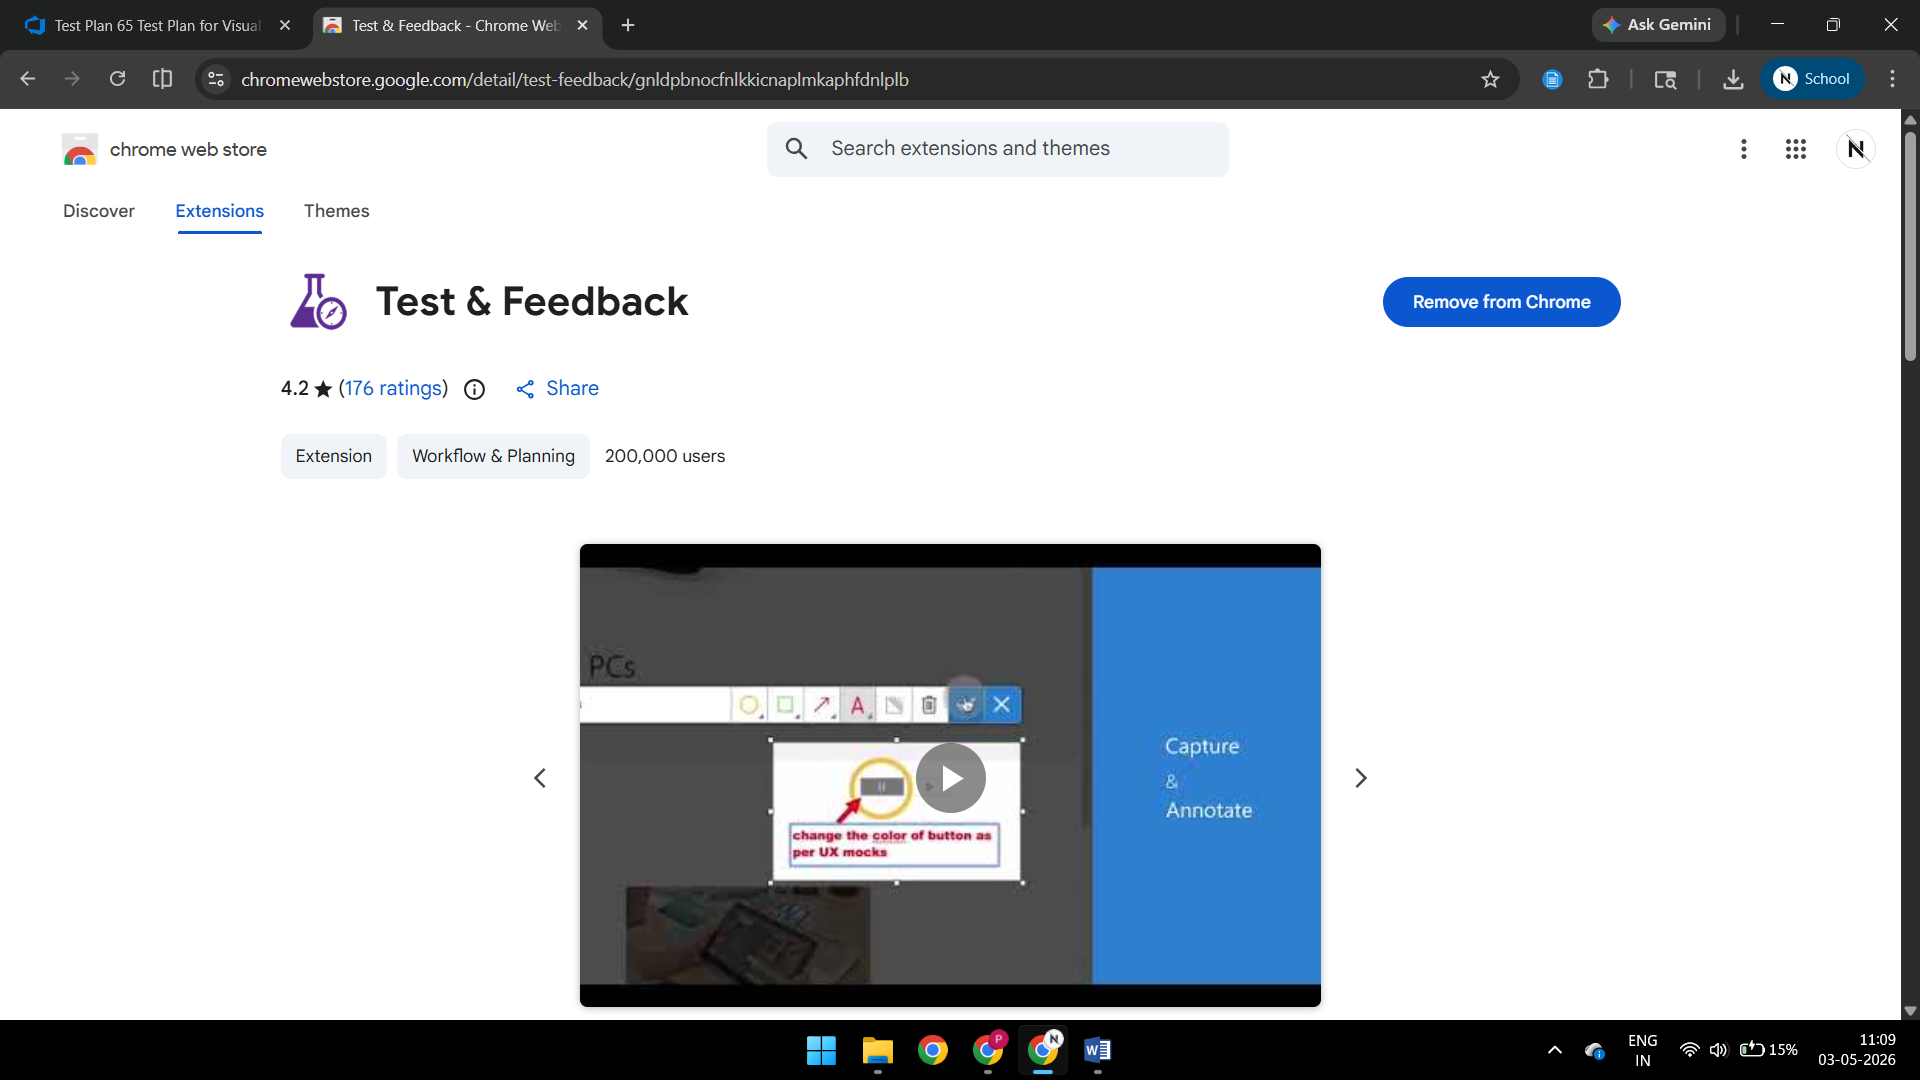 Test Plan 65 Test Plan for Visual
Test & Feedback - Chrome Web
Ask Gemini
chromewebstore.google.com/detail/test-feedback/gnldpbnocfnlkkicnaplmkaphfdnlplb
N School
chrome web store
Search extensions and themes
N
Discover Extensions Themes
Test & Feedback
Remove from Chrome
4.2 ★ (176 ratings) Share
Extension Workflow & Planning 200,000 users
PCs
A
change the color of button as
per UX mocks
Capture
&
Annotate
P
N
W
ENG
IN
15%
11:09
03-05-2026